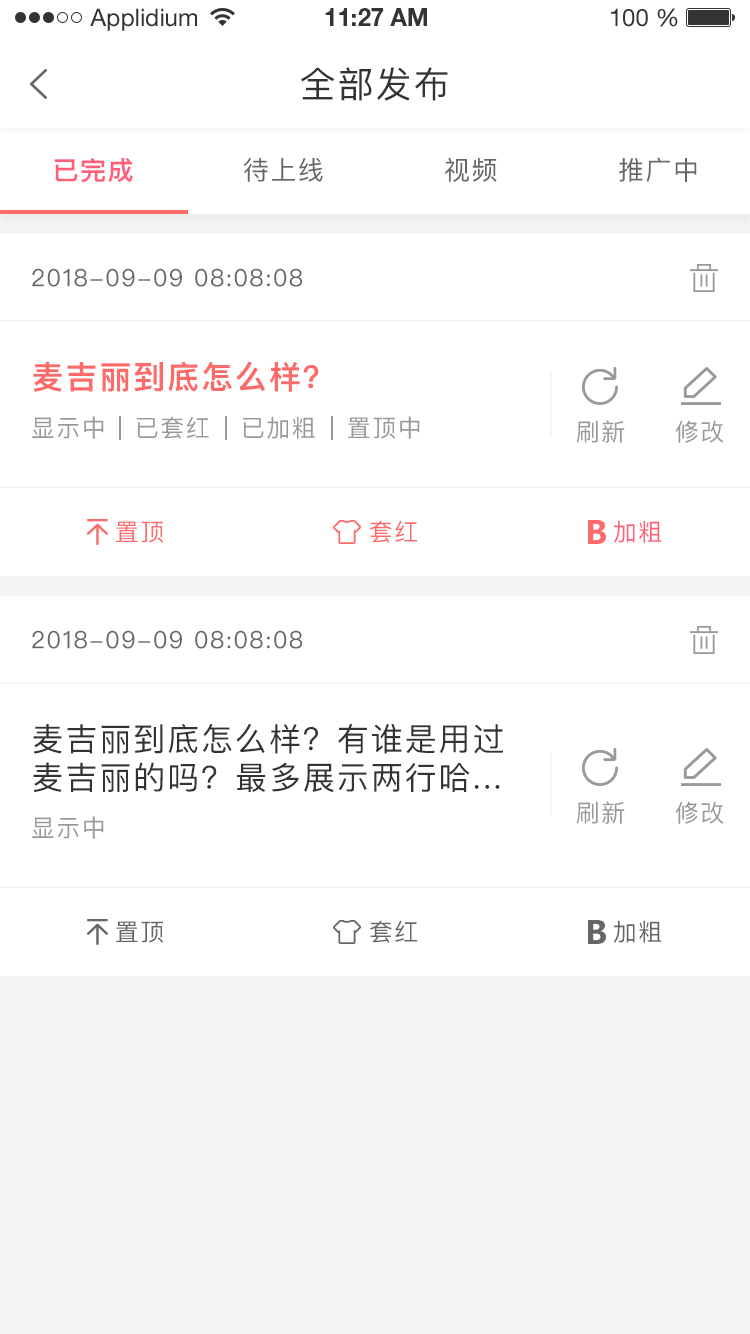 Applidium 11:27 AM 100 %
全部发布
已完成 待上线 视频 推广中
2018-09-09 08:08:08
麦吉丽到底怎么样？
显示中 | 已套红 | 已加粗 | 置顶中
刷新 修改
置顶 套红 B 加粗
2018-09-09 08:08:08
麦吉丽到底怎么样？有谁是用过
麦吉丽的吗？最多展示两行哈...
显示中
刷新 修改
置顶 套红 B 加粗